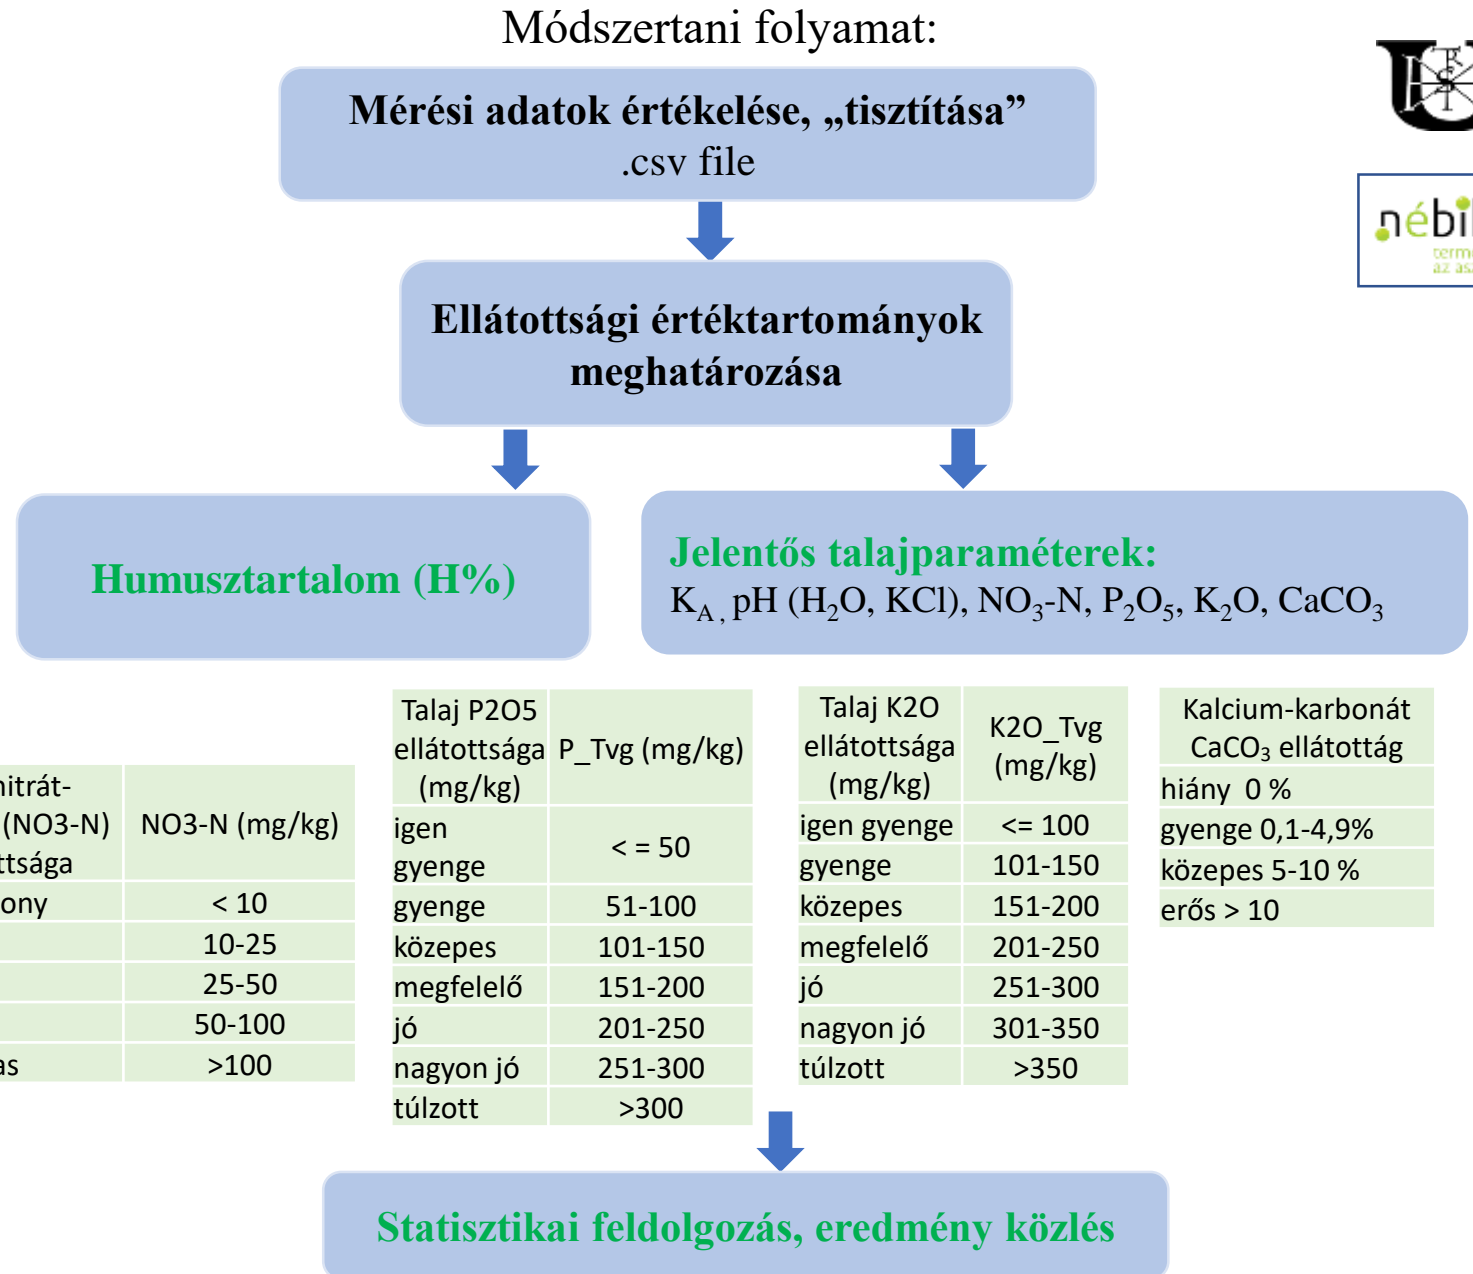 Módszertani folyamat:
Mérési adatok értékelése, „tisztítása”
.csv file
nébi
Ellátottsági értéktartományok
meghatározása
Humusztartalom (H%)
Jelentős talajparaméterek:
K_A, pH (H₂O, KCl), NO₃-N, P₂O₅, K₂O, CaCO₃
(NO3-N)
NO3-N (mg/kg)
< 10
10-25
25-50
50-100
>100
Talaj P2O5
ellátottsága
(mg/kg)
P_Tvg (mg/kg)
igen
gyenge
< = 50
gyenge 51-100
közepes 101-150
megfelelő 151-200
jó 201-250
nagyon jó 251-300
túlzott >300
Talaj K2O
ellátottsága
(mg/kg)
K2O_Tvg
(mg/kg)
igen gyenge <= 100
gyenge 101-150
közepes 151-200
megfelelő 201-250
jó 251-300
nagyon jó 301-350
túlzott >350
Kalcium-karbonát
CaCO₃ ellátottág
hiány 0 %
gyenge 0,1-4,9%
közepes 5-10 %
erős > 10
Statisztikai feldolgozás, eredmény közlés